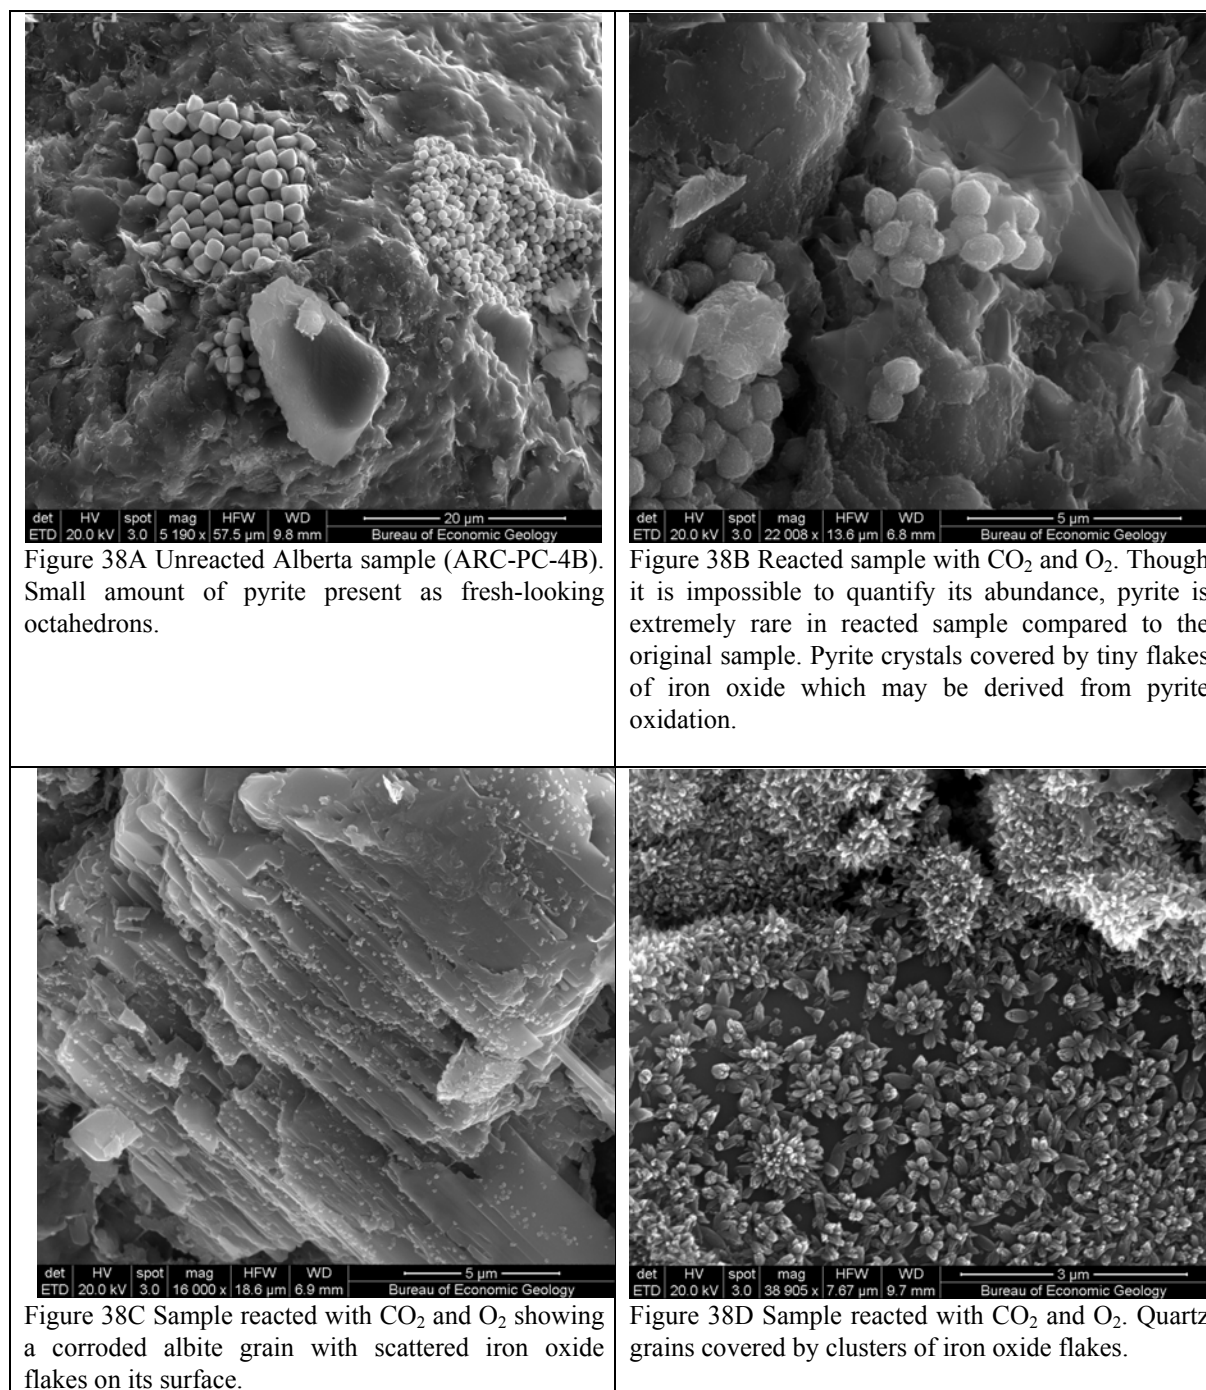 det HV spot mag HFW WD 20 µm
ETD 20.0 kV 3.0 5 190 x 57.5 µm 9.8 mm Bureau of Economic Geology
Figure 38A Unreacted Alberta sample (ARC-PC-4B).
Small amount of pyrite present as fresh-looking
octahedrons.
det HV spot mag HFW WD 5 µm
ETD 20.0 kV 3.0 22 008 x 13.6 µm 6.8 mm Bureau of Economic Geology
Figure 38B Reacted sample with CO₂ and O₂. Though
it is impossible to quantify its abundance, pyrite is
extremely rare in reacted sample compared to the
original sample. Pyrite crystals covered by tiny flakes
of iron oxide which may be derived from pyrite
oxidation.
det HV spot mag HFW WD 5 µm
ETD 20.0 kV 3.0 16 000 x 18.6 µm 6.9 mm Bureau of Economic Geology
Figure 38C Sample reacted with CO₂ and O₂ showing
a corroded albite grain with scattered iron oxide
flakes on its surface.
det HV spot mag HFW WD 3 µm
ETD 20.0 kV 3.0 38 905 x 7.67 µm 9.7 mm Bureau of Economic Geology
Figure 38D Sample reacted with CO₂ and O₂. Quartz
grains covered by clusters of iron oxide flakes.